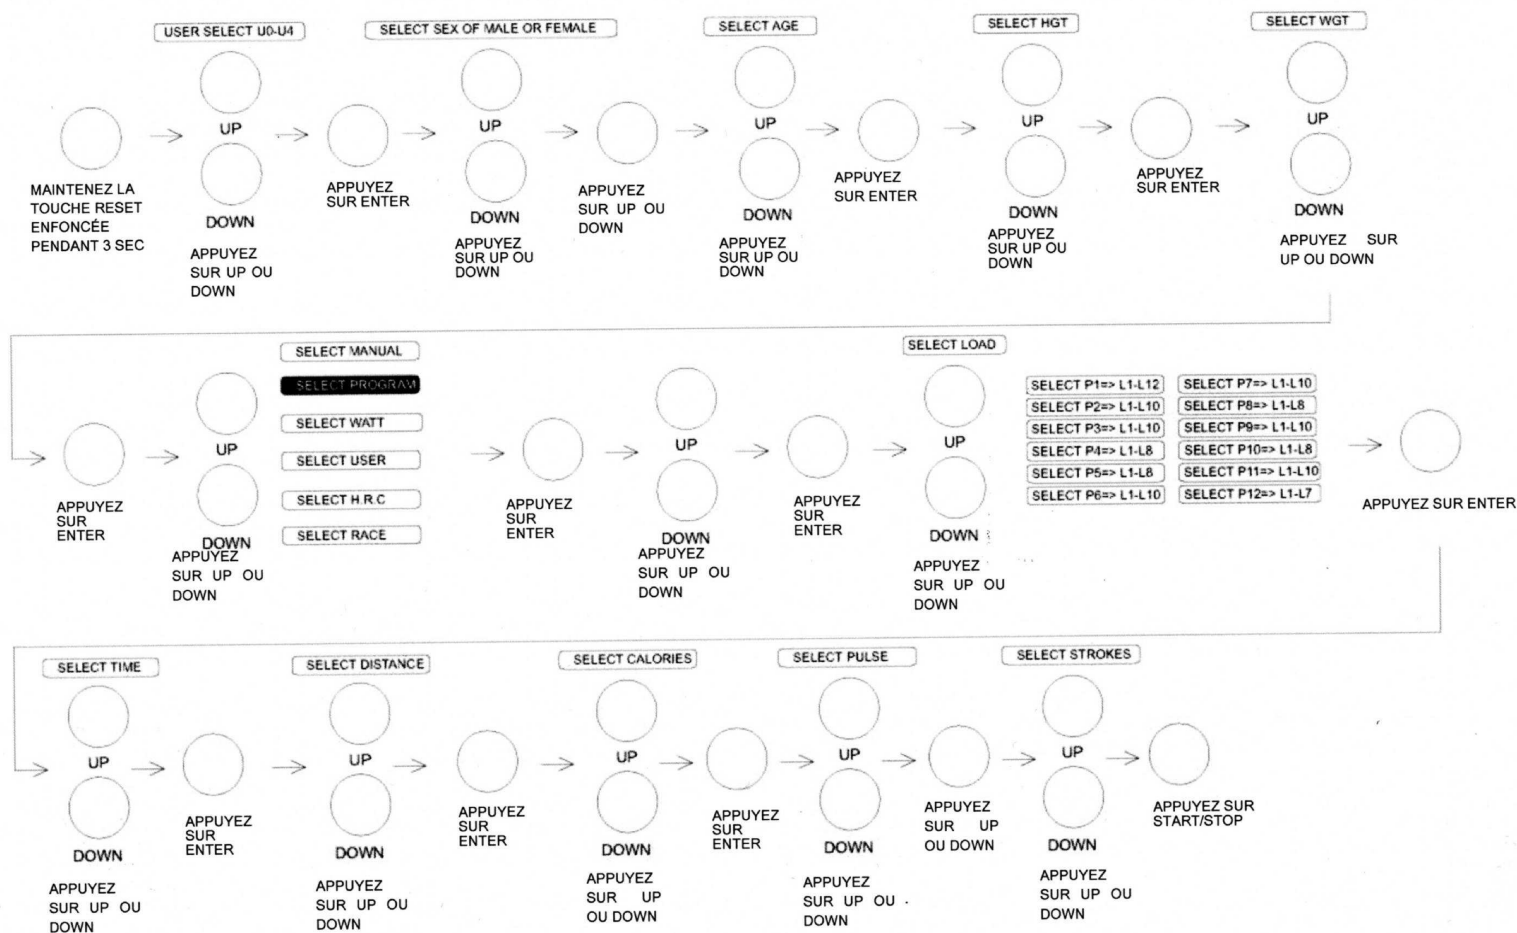 USER SELECT U0-U4
SELECT SEX OF MALE OR FEMALE
SELECT AGE
SELECT HGT
SELECT WGT
MAINTENEZ LA
TOUCHE RESET
ENFONCÉE
PENDANT 3 SEC
UP
DOWN
APPUYEZ
SUR UP OU
DOWN
APPUYEZ
SUR ENTER
UP
DOWN
APPUYEZ
SUR UP OU
DOWN
APPUYEZ
SUR UP OU
DOWN
UP
DOWN
APPUYEZ
SUR UP OU
DOWN
APPUYEZ
SUR ENTER
UP
DOWN
APPUYEZ
SUR UP OU
DOWN
APPUYEZ
SUR ENTER
UP
DOWN
APPUYEZ SUR
UP OU DOWN
APPUYEZ
SUR
ENTER
UP
DOWN
APPUYEZ
SUR UP OU
DOWN
SELECT MANUAL
SELECT PROGRAM
SELECT WATT
SELECT USER
SELECT H.R.C
SELECT RACE
APPUYEZ
SUR
ENTER
UP
DOWN
APPUYEZ
SUR UP OU
DOWN
APPUYEZ
SUR
ENTER
SELECT LOAD
UP
DOWN
APPUYEZ
SUR UP OU
DOWN
SELECT P1=> L1-L12
SELECT P2=> L1-L10
SELECT P3=> L1-L10
SELECT P4=> L1-L8
SELECT P5=> L1-L8
SELECT P6=> L1-L10
SELECT P7=> L1-L10
SELECT P8=> L1-L8
SELECT P9=> L1-L10
SELECT P10=> L1-L8
SELECT P11=> L1-L10
SELECT P12=> L1-L7
APPUYEZ SUR ENTER
SELECT TIME
UP
DOWN
APPUYEZ
SUR UP OU
DOWN
APPUYEZ
SUR
ENTER
SELECT DISTANCE
UP
DOWN
APPUYEZ
SUR UP OU
DOWN
APPUYEZ
SUR
ENTER
SELECT CALORIES
UP
DOWN
APPUYEZ
SUR UP
OU DOWN
APPUYEZ
SUR
ENTER
SELECT PULSE
UP
DOWN
APPUYEZ
SUR UP OU
DOWN
APPUYEZ
SUR UP
OU DOWN
SELECT STROKES
UP
DOWN
APPUYEZ
SUR UP OU
DOWN
APPUYEZ SUR
START/STOP